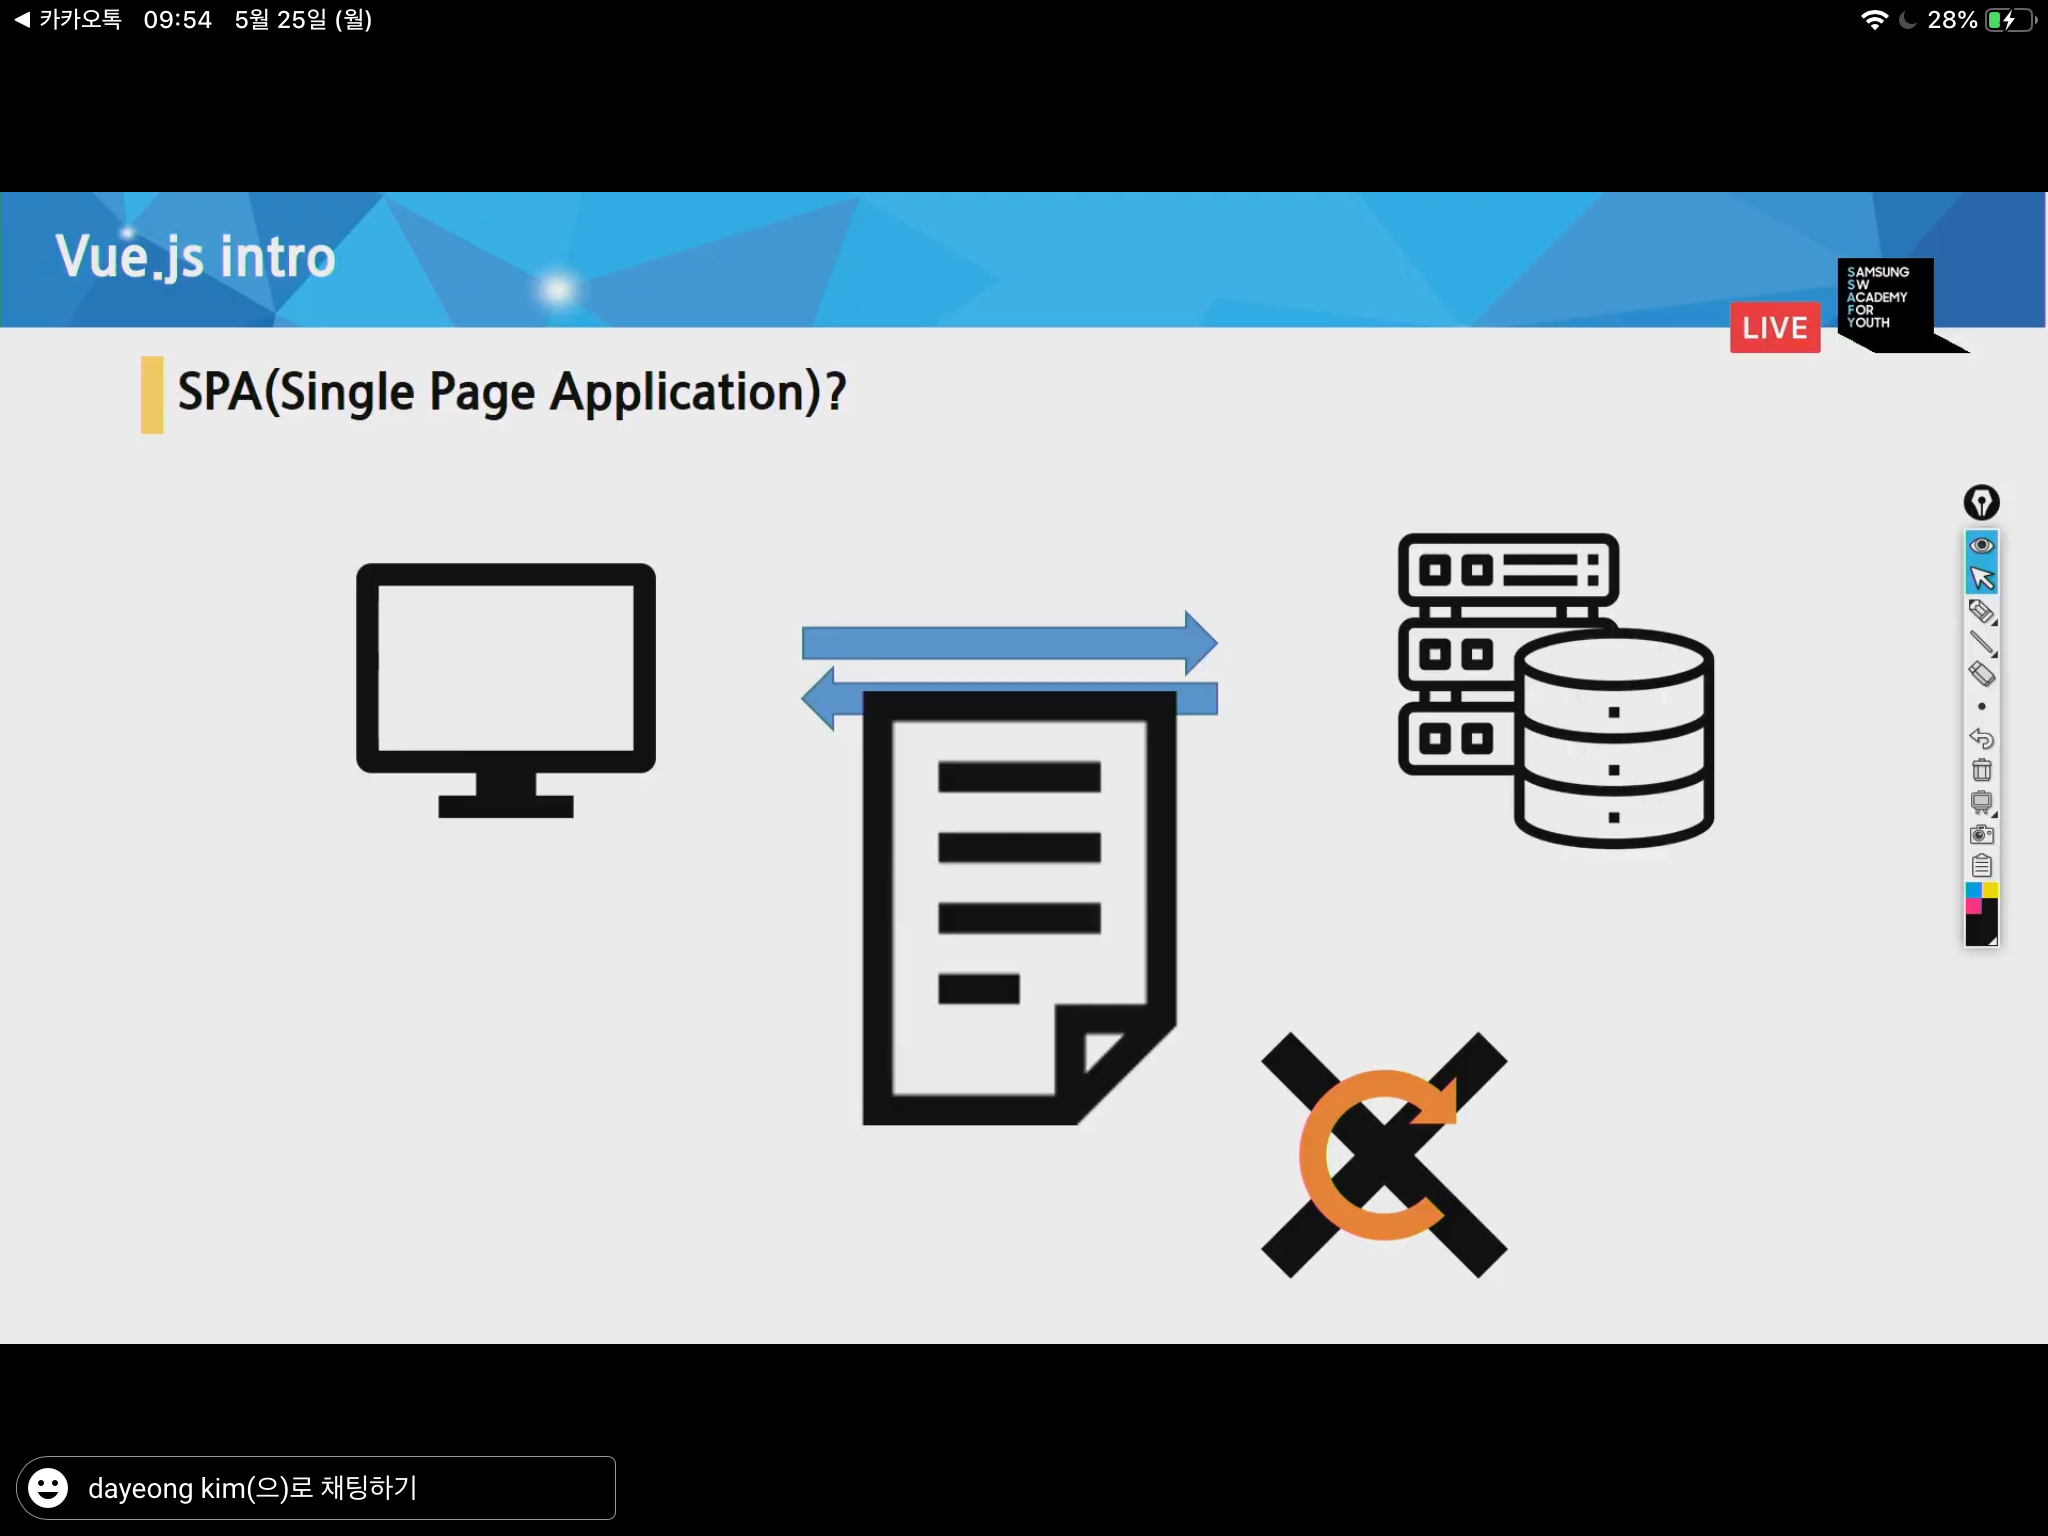 ◀ 카카오톡 09:54 5월 25일 (월) 28%
Vue.js intro
SAMSUNG
SW
ACADEMY
FOR
YOUTH
LIVE
SPA(Single Page Application)?
dayeong kim(으)로 채팅하기